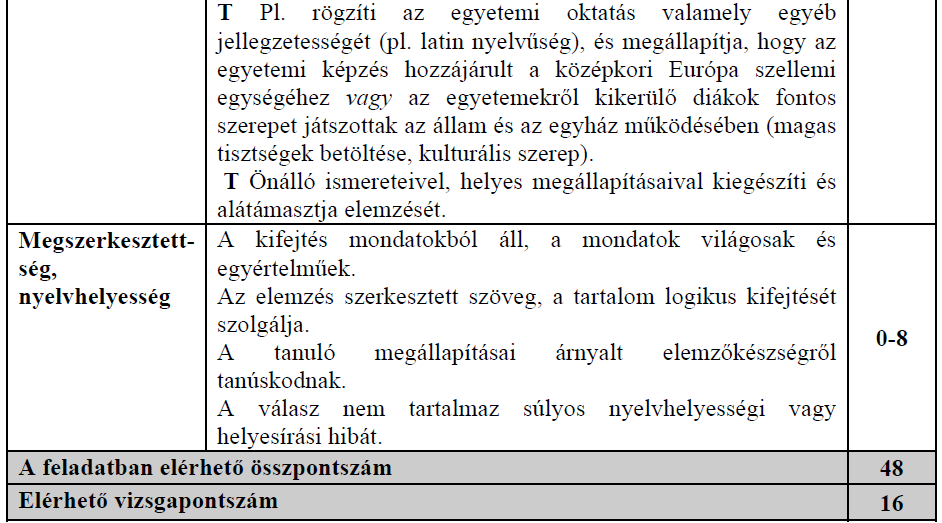 T Pl. rögzíti az egyetemi oktatás valamely egyéb
jellegzetességét (pl. latin nyelvűség), és megállapítja, hogy az
egyetemi képzés hozzájárult a középkori Európa szellemi
egységéhez vagy az egyetemekről kikerülő diákok fontos
szerepet játszottak az állam és az egyház működésében (magas
tisztségek betöltése, kulturális szerep).
T Önálló ismereteivel, helyes megállapításaival kiegészíti és
alátámasztja elemzését.
Megszerkesztett-
ség,
nyelvhelyesség
A kifejtés mondatokból áll, a mondatok világosak és
egyértelműek.
Az elemzés szerkesztett szöveg, a tartalom logikus kifejtését
szolgálja.
A tanuló megállapításai árnyalt elemzőkészségről
tanúskodnak.
A válasz nem tartalmaz súlyos nyelvhelyességi vagy
helyesírási hibát.
0-8
A feladatban elérhető összpontszám 48
Elérhető vizsgapontszám 16